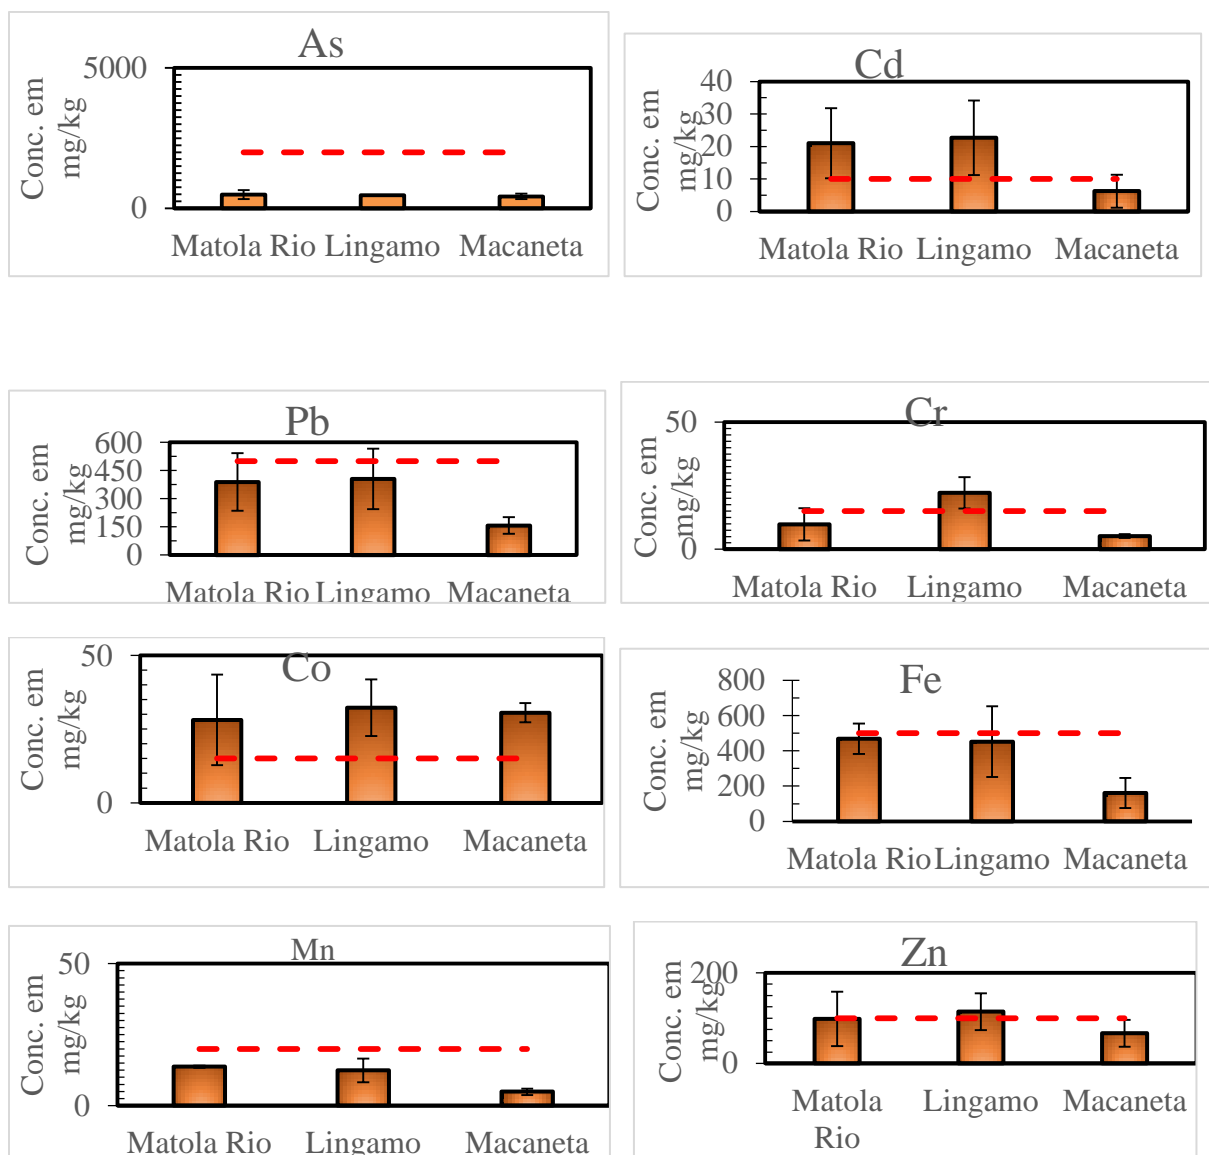 As
Conc. em
mg/kg
5000
0
Matola Rio Lingamo Macaneta
Cd
Conc. em
mg/kg
40
30
20
10
0
Matola Rio Lingamo Macaneta
Pb
Conc. em
mg/kg
600
450
300
150
0
Matola Rio Lingamo Macaneta
Cr
Conc. em
mg/kg
50
0
Matola Rio Lingamo Macaneta
Co
Conc. em
mg/kg
50
0
Matola Rio Lingamo Macaneta
Fe
Conc. em
mg/kg
800
600
400
200
0
Matola Rio Lingamo Macaneta
Mn
Conc. em
mg/kg
50
0
Matola Rio Lingamo Macaneta
Zn
Conc. em
mg/kg
200
0
Matola Lingamo Macaneta
Rio